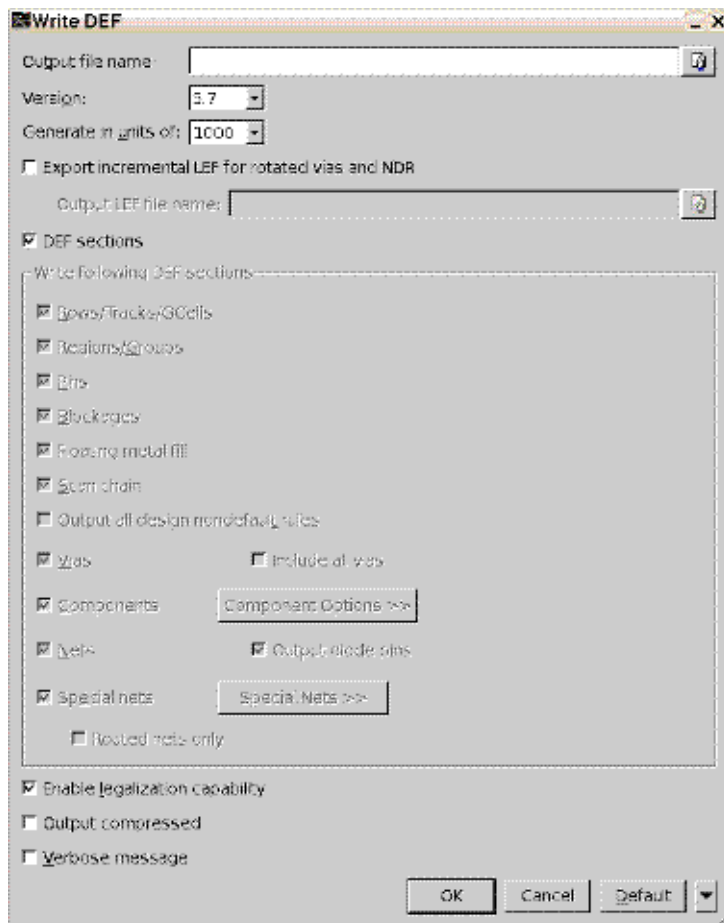 Write DEF
Output file name:
Version: 5.7
Generate in units of: 1000
Export incremental LEF for rotated vias and NDR
Output LEF file name:
DEF sections
Write following DEF sections
Rows/Tracks/GCells
Regions/Groups
Pins
Blockages
Floating metal fill
Scan chain
Output all design nondefault rules
Vias Include all vias
Components Component Options >>
Nets Output diode pins
Special nets Special Nets >>
Routed nets only
Enable legalization capability
Output compressed
Verbose message
OK Cancel Default